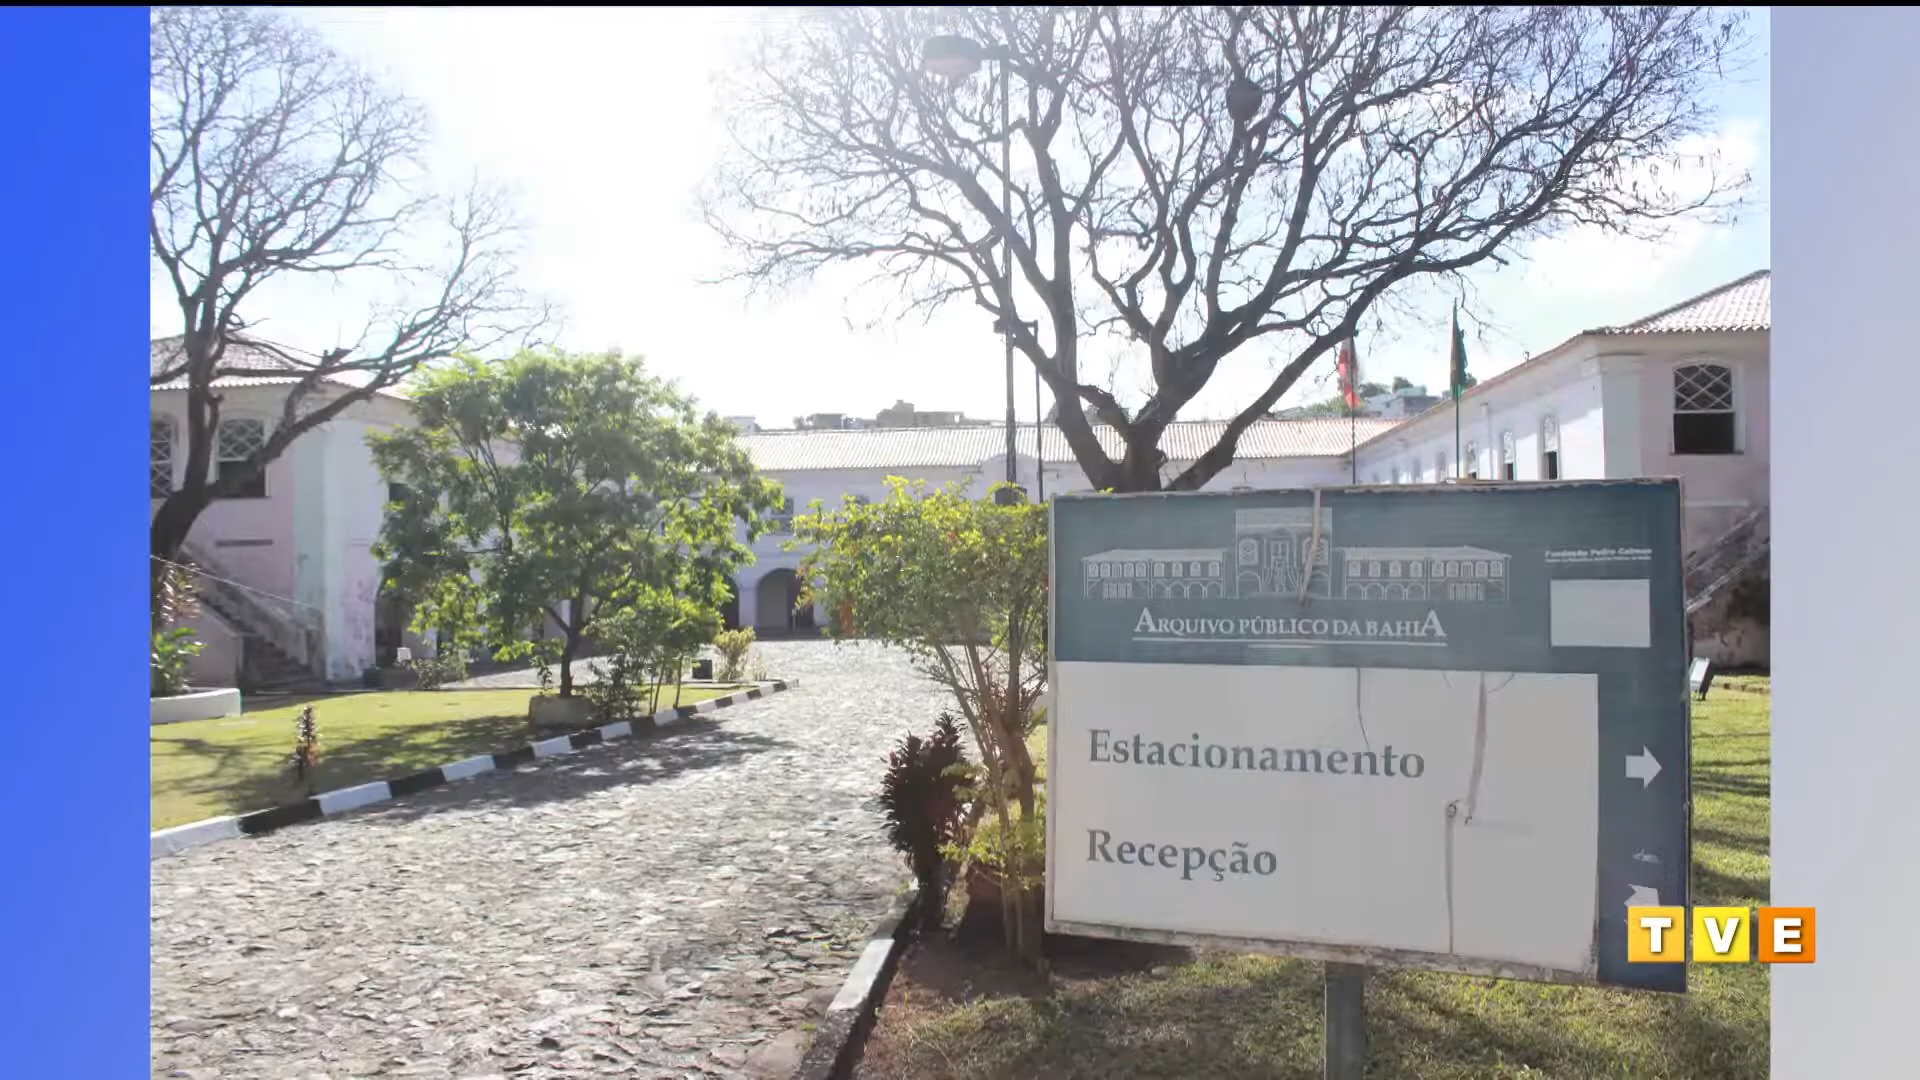 Fundação Pedro Calmon
ARQUIVO PÚBLICO DA BAHIA
Estacionamento
Recepção
TVE